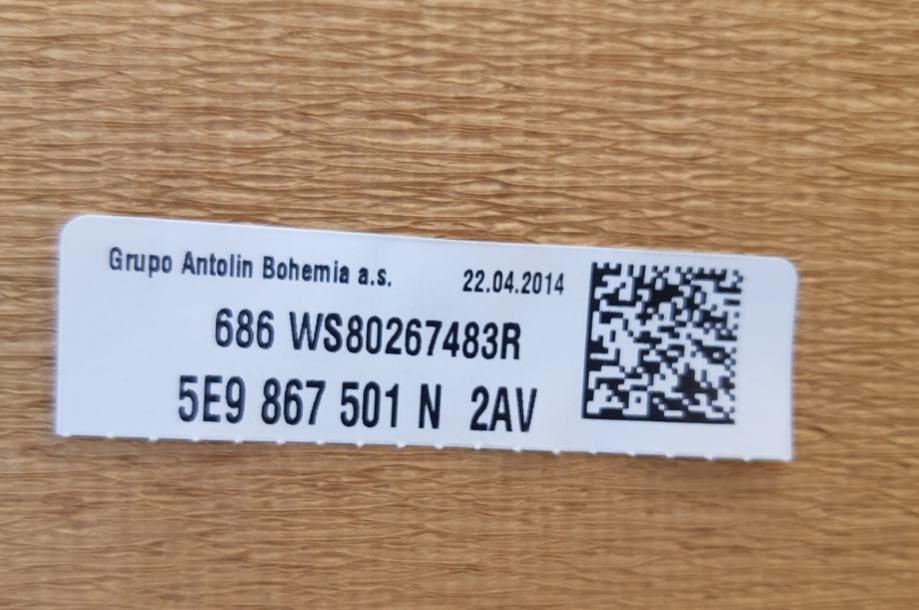 Grupo Antolin Bohemia a.s. 22.04.2014
686 WS80267483R
5E9 867 501 N 2AV